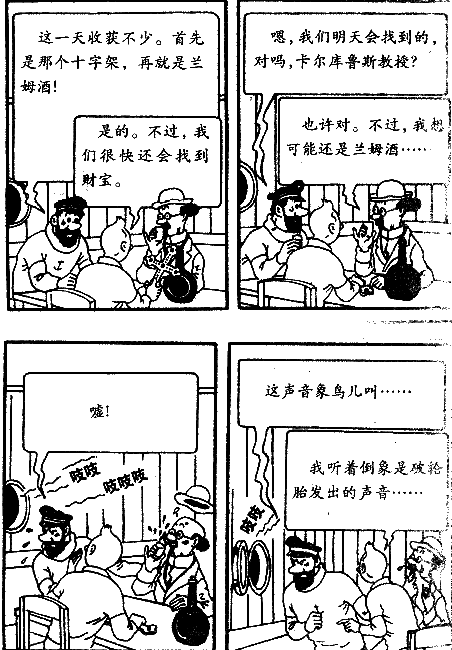 这一天收获不少。首先
是那个十字架，再就是兰
姆酒！
是的。不过，我
们很快还会找到
财宝。
嗯，我们明天会找到的，
对吗，卡尔库鲁斯教授？
也许对。不过，我想
可能还是兰姆酒……
嘘！
吱吱
吱吱吱
这声音象鸟儿叫……
我听着倒象是破轮
胎发出的声音……
吱吱